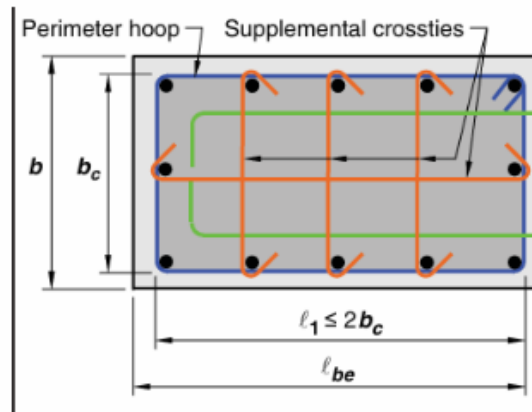 Perimeter hoop Supplemental crossties
b
b_c
ℓ₁ ≤ 2b_c
ℓ_be